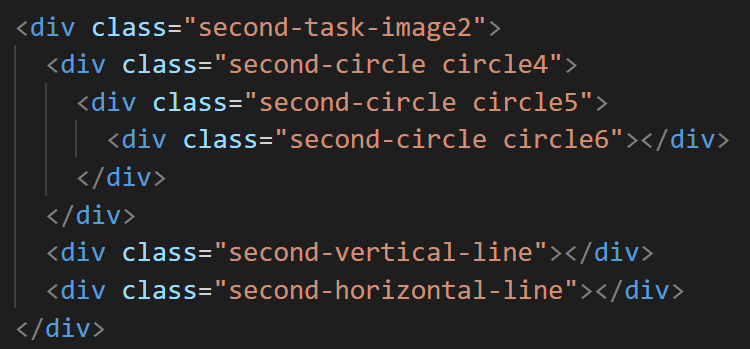 <div class="second-task-image2">
<div class="second-circle circle4">
<div class="second-circle circle5">
<div class="second-circle circle6"></div>
</div>
</div>
<div class="second-vertical-line"></div>
<div class="second-horizontal-line"></div>
</div>